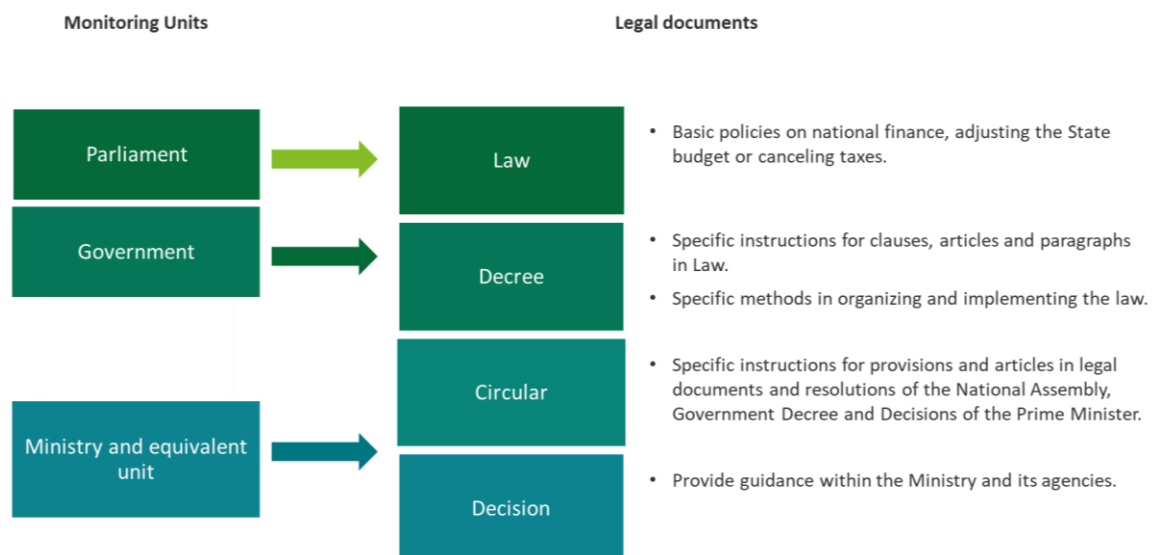 Monitoring Units
Legal documents
Parliament
Law
• Basic policies on national finance, adjusting the State
budget or canceling taxes.
Government
Decree
• Specific instructions for clauses, articles and paragraphs
in Law.
• Specific methods in organizing and implementing the law.
Ministry and equivalent
unit
Circular
• Specific instructions for provisions and articles in legal
documents and resolutions of the National Assembly,
Government Decree and Decisions of the Prime Minister.
Decision
• Provide guidance within the Ministry and its agencies.